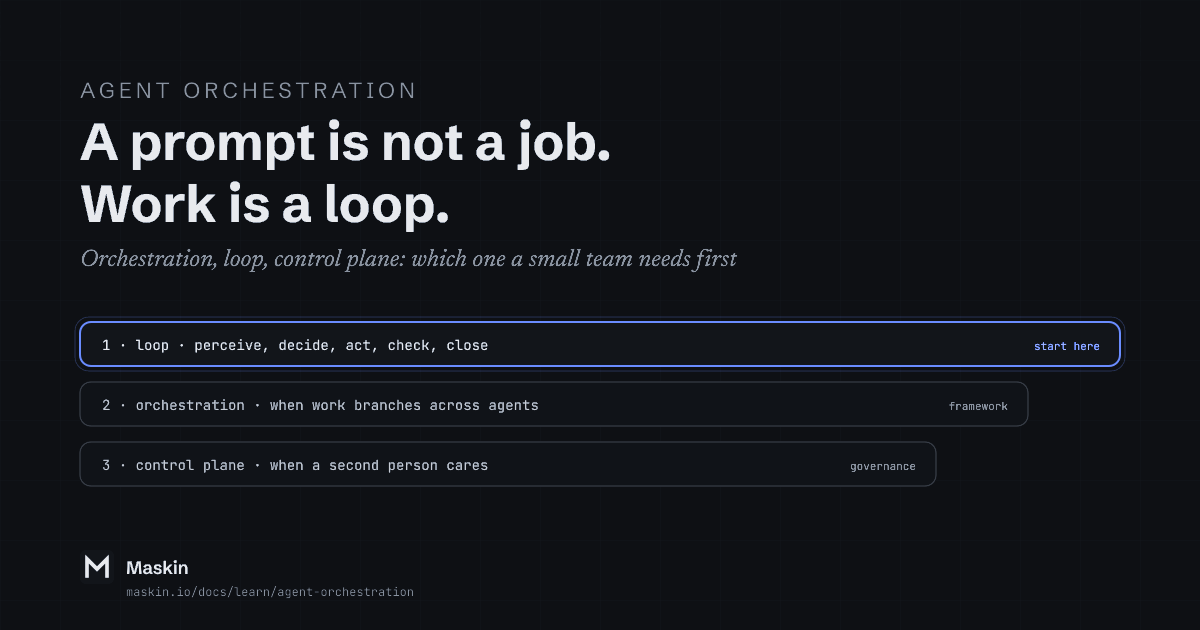 AGENT ORCHESTRATION
A prompt is not a job.
Work is a loop.
Orchestration, loop, control plane: which one a small team needs first
1 · loop · perceive, decide, act, check, close
start here
2 · orchestration · when work branches across agents
framework
3 · control plane · when a second person cares
governance
Maskin
maskin.io/docs/learn/agent-orchestration